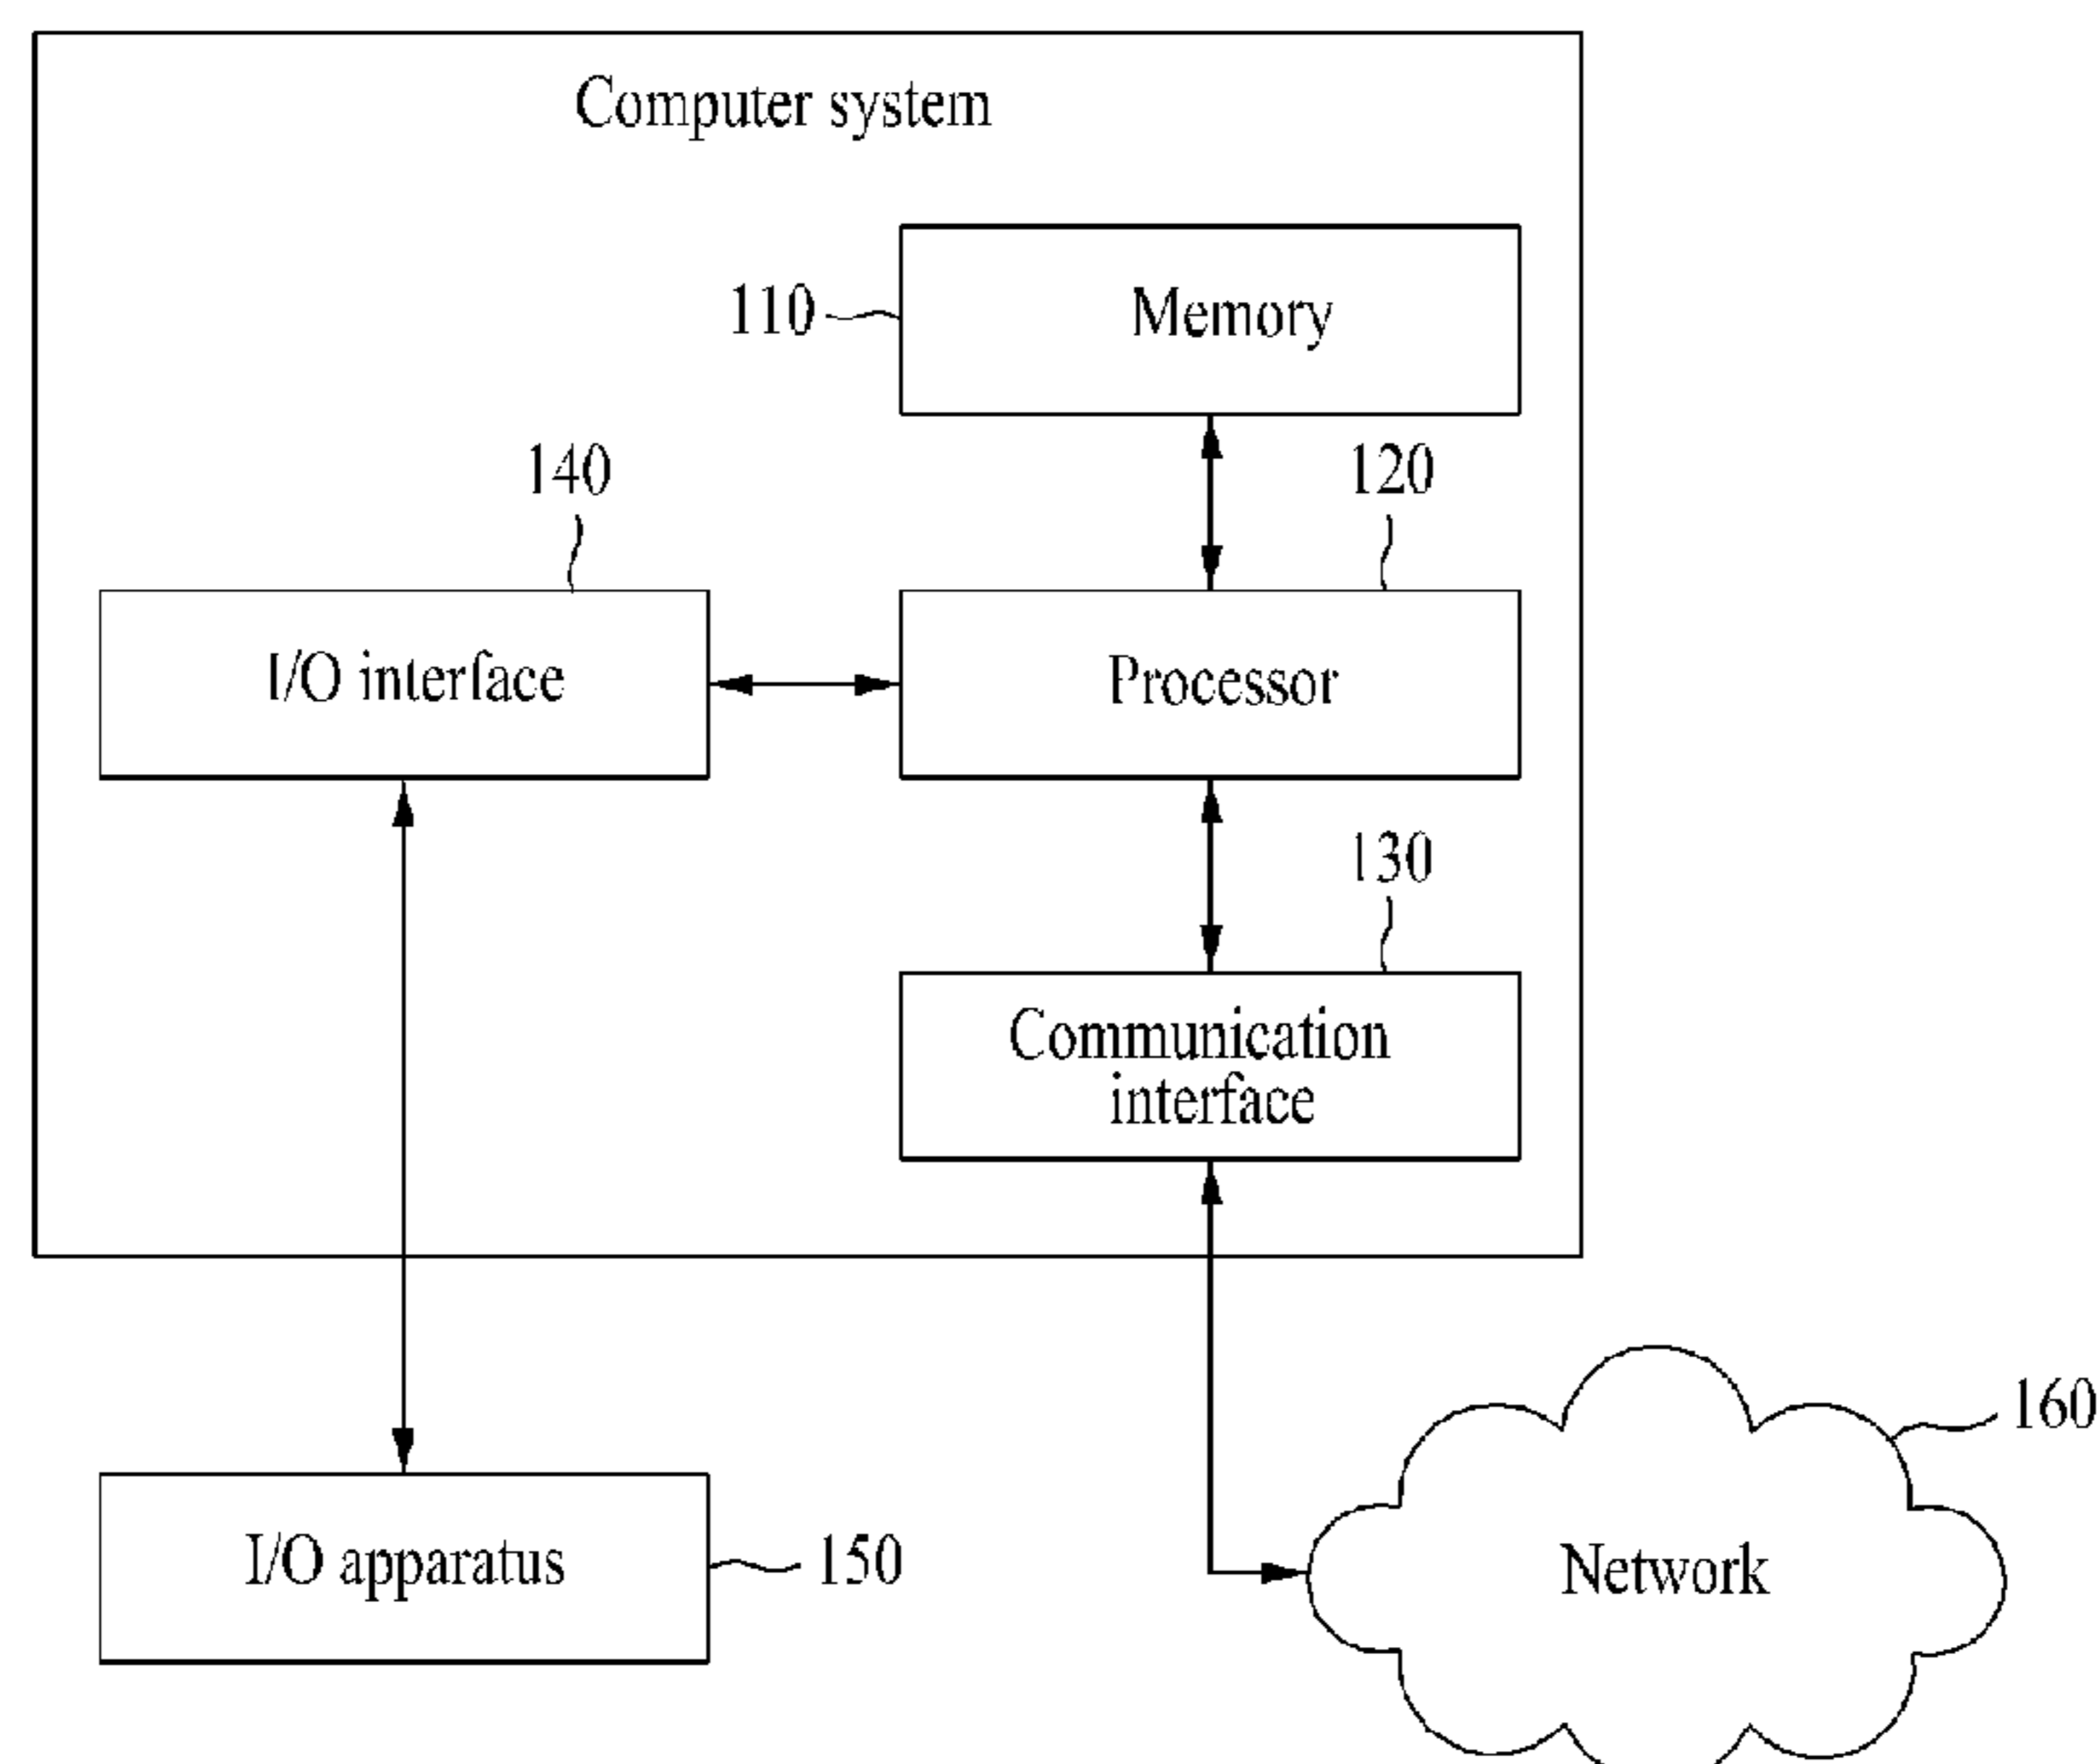 Computer system
110
Memory
140
120
I/O interface
Processor
130
Communication
interface
160
I/O apparatus
150
Network